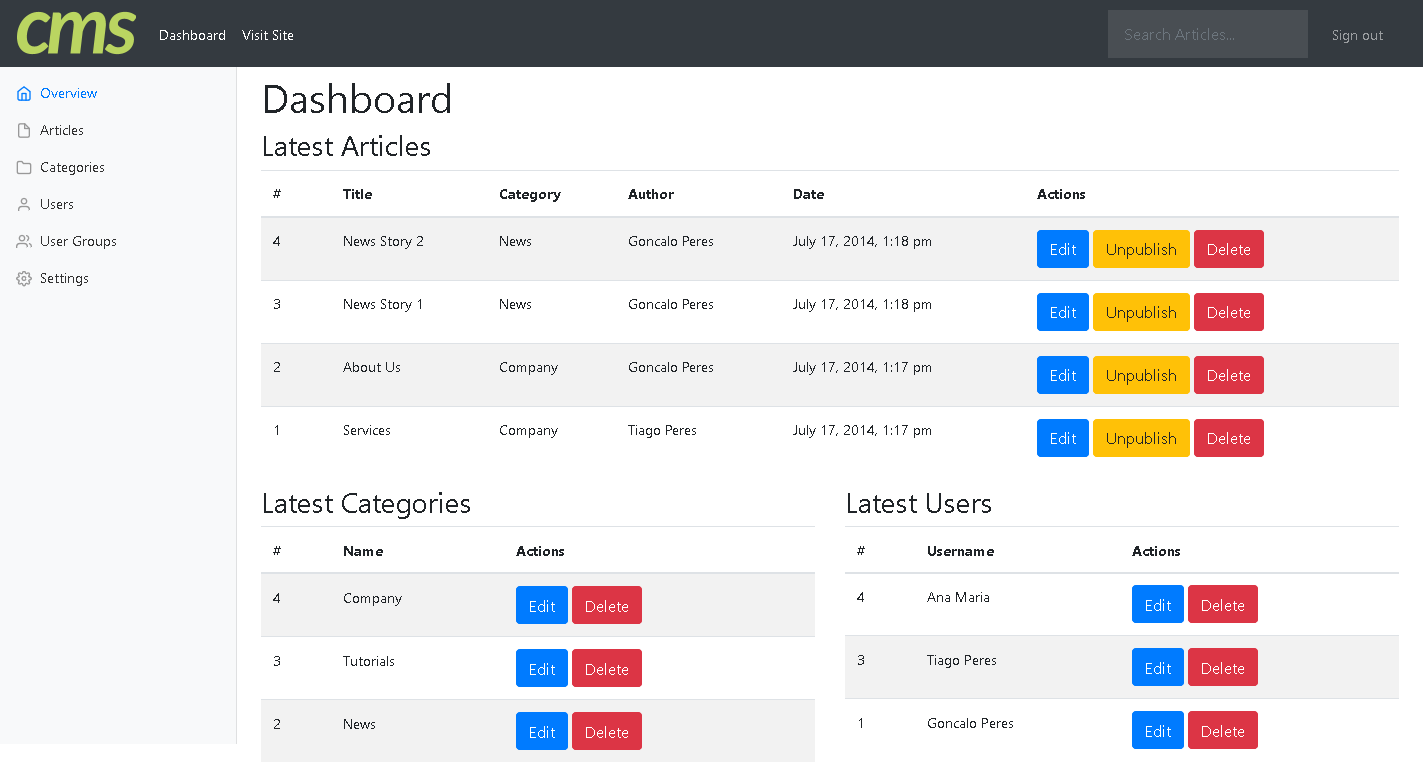 cms Dashboard Visit Site Search Articles... Sign out
Overview
Articles
Categories
Users
User Groups
Settings
Dashboard
Latest Articles
# Title Category Author Date Actions
4 News Story 2 News Goncalo Peres July 17, 2014, 1:18 pm Edit Unpublish Delete
3 News Story 1 News Goncalo Peres July 17, 2014, 1:18 pm Edit Unpublish Delete
2 About Us Company Goncalo Peres July 17, 2014, 1:17 pm Edit Unpublish Delete
1 Services Company Tiago Peres July 17, 2014, 1:17 pm Edit Unpublish Delete
Latest Categories
# Name Actions
4 Company Edit Delete
3 Tutorials Edit Delete
2 News Edit Delete
Latest Users
# Username Actions
4 Ana Maria Edit Delete
3 Tiago Peres Edit Delete
1 Goncalo Peres Edit Delete